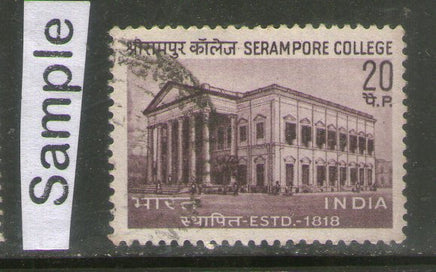 Sample
श्रीरामपुर कॉलेज SERAMPORE COLLEGE
20
पै. P.
भारत INDIA
स्थापित-ESTD.-1818